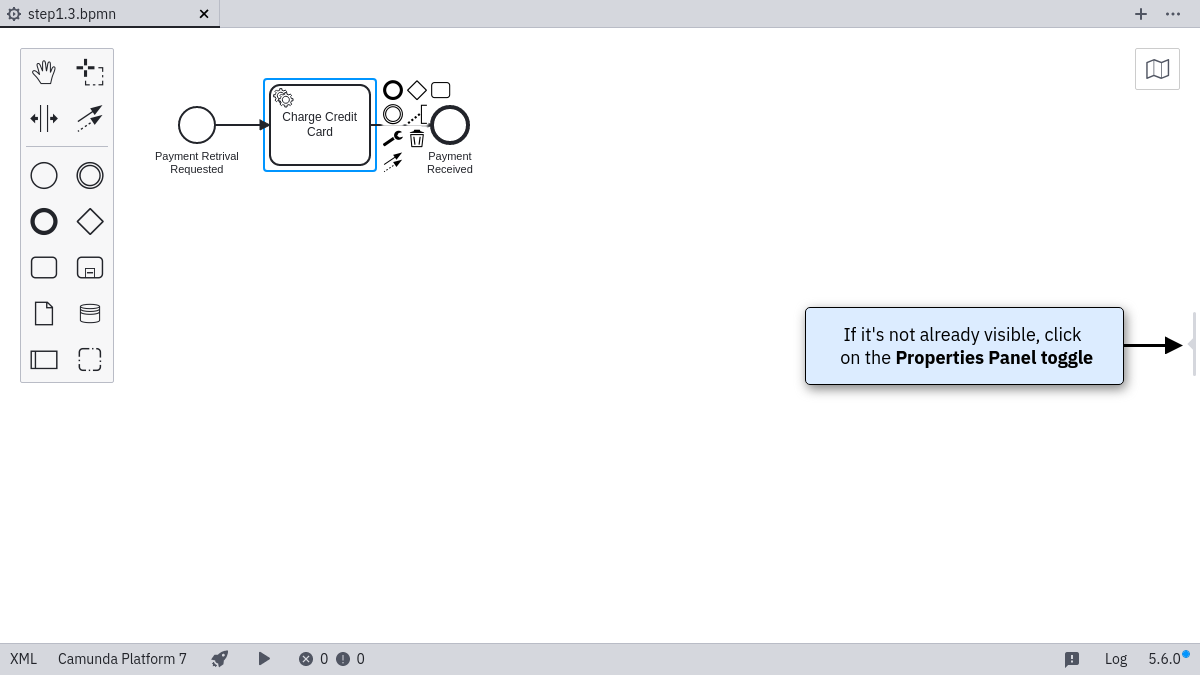 step1.3.bpmn
Charge Credit
Card
Payment Retrival
Requested
Payment
Received
If it's not already visible, click
on the Properties Panel toggle
XML
Camunda Platform 7
0
0
Log
5.6.0